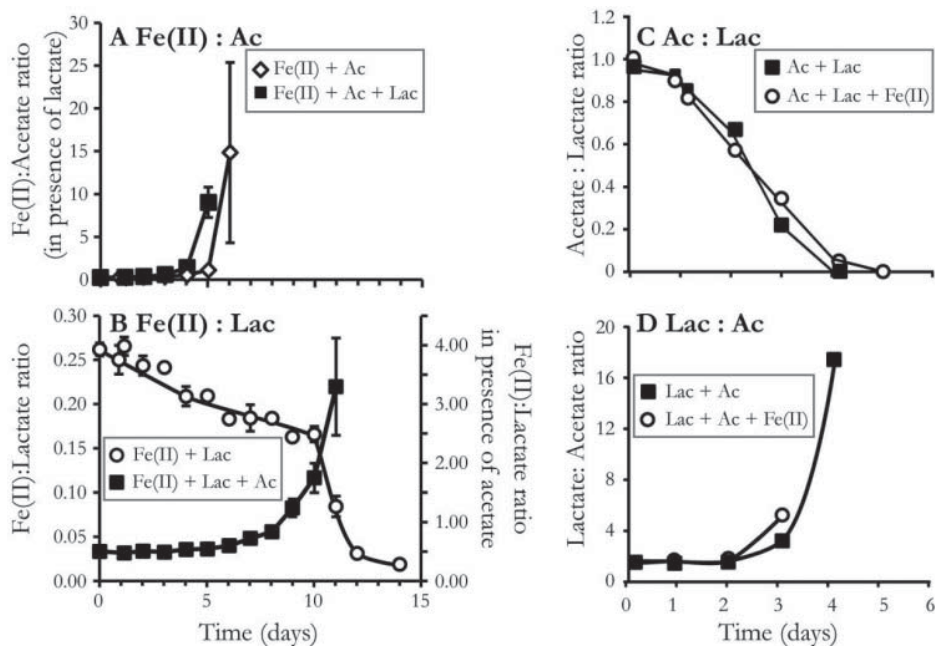 A Fe(II) : Ac
Fe(II):Acetate ratio
(in presence of lactate)
30
25
20
15
10
5
0
Fe(II) + Ac
Fe(II) + Ac + Lac
C Ac : Lac
Acetate : Lactate ratio
1.2
1.0
0.8
0.6
0.4
0.2
0.0
Ac + Lac
Ac + Lac + Fe(II)
B Fe(II) : Lac
Fe(II):Lactate ratio
0.30
0.25
0.20
0.15
0.10
0.05
0.00
Fe(II) + Lac
Fe(II) + Lac + Ac
4.00
3.00
2.00
1.00
0.00
Fe(II):Lactate ratio
in presence of acetate
0 5 10 15
Time (days)
D Lac : Ac
Lactate: Acetate ratio
20
16
12
8
4
0
Lac + Ac
Lac + Ac + Fe(II)
0 1 2 3 4 5 6
Time (days)